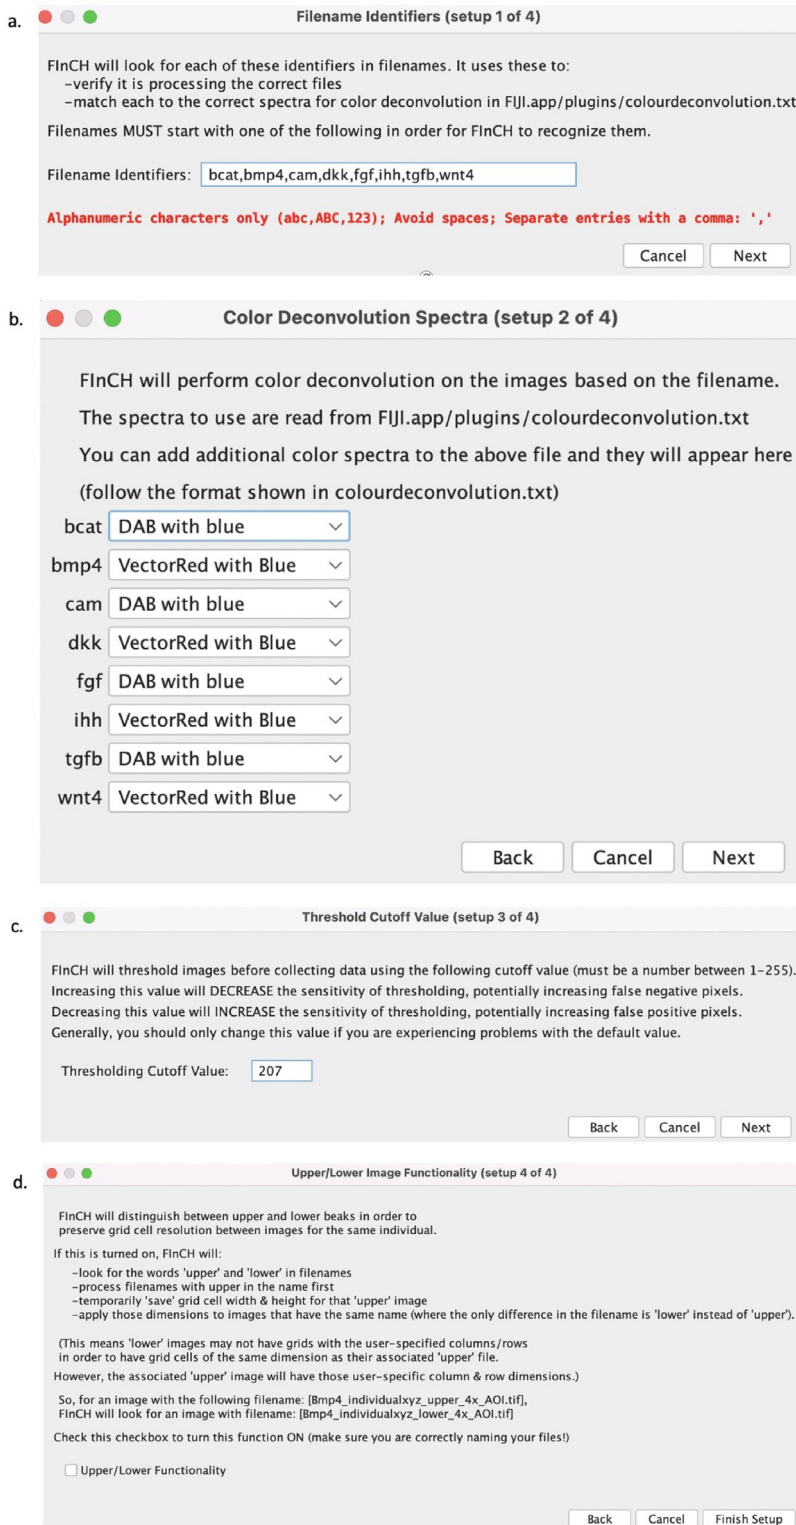 a.
Filename Identifiers (setup 1 of 4)
FInCH will look for each of these identifiers in filenames. It uses these to:
-verify it is processing the correct files
-match each to the correct spectra for color deconvolution in FIJI.app/plugins/colourdeconvolution.txt
Filenames MUST start with one of the following in order for FInCH to recognize them.
Filename Identifiers: bcat,bmp4,cam,dkk,fgf,ihh,tgfb,wnt4
Alphanumeric characters only (abc,ABC,123); Avoid spaces; Separate entries with a comma: ','
Cancel Next
b.
Color Deconvolution Spectra (setup 2 of 4)
FInCH will perform color deconvolution on the images based on the filename.
The spectra to use are read from FIJI.app/plugins/colourdeconvolution.txt
You can add additional color spectra to the above file and they will appear here
(follow the format shown in colourdeconvolution.txt)
bcat DAB with blue
bmp4 VectorRed with Blue
cam DAB with blue
dkk VectorRed with Blue
fgf DAB with blue
ihh VectorRed with Blue
tgfb DAB with blue
wnt4 VectorRed with Blue
Back Cancel Next
c.
Threshold Cutoff Value (setup 3 of 4)
FInCH will threshold images before collecting data using the following cutoff value (must be a number between 1-255).
Increasing this value will DECREASE the sensitivity of thresholding, potentially increasing false negative pixels.
Decreasing this value will INCREASE the sensitivity of thresholding, potentially increasing false positive pixels.
Generally, you should only change this value if you are experiencing problems with the default value.
Thresholding Cutoff Value: 207
Back Cancel Next
d.
Upper/Lower Image Functionality (setup 4 of 4)
FInCH will distinguish between upper and lower beaks in order to
preserve grid cell resolution between images for the same individual.
If this is turned on, FInCH will:
-look for the words 'upper' and 'lower' in filenames
-process filenames with upper in the name first
-temporarily 'save' grid cell width & height for that 'upper' image
-apply those dimensions to images that have the same name (where the only difference in the filename is 'lower' instead of 'upper').
(This means 'lower' images may not have grids with the user-specified columns/rows
in order to have grid cells of the same dimension as their associated 'upper' file.
However, the associated 'upper' image will have those user-specific column & row dimensions.)
So, for an image with the following filename: [Bmp4_individualxyz_upper_4x_AOI.tif],
FInCH will look for an image with filename: [Bmp4_individualxyz_lower_4x_AOI.tif]
Check this checkbox to turn this function ON (make sure you are correctly naming your files!)
Upper/Lower Functionality
Back Cancel Finish Setup